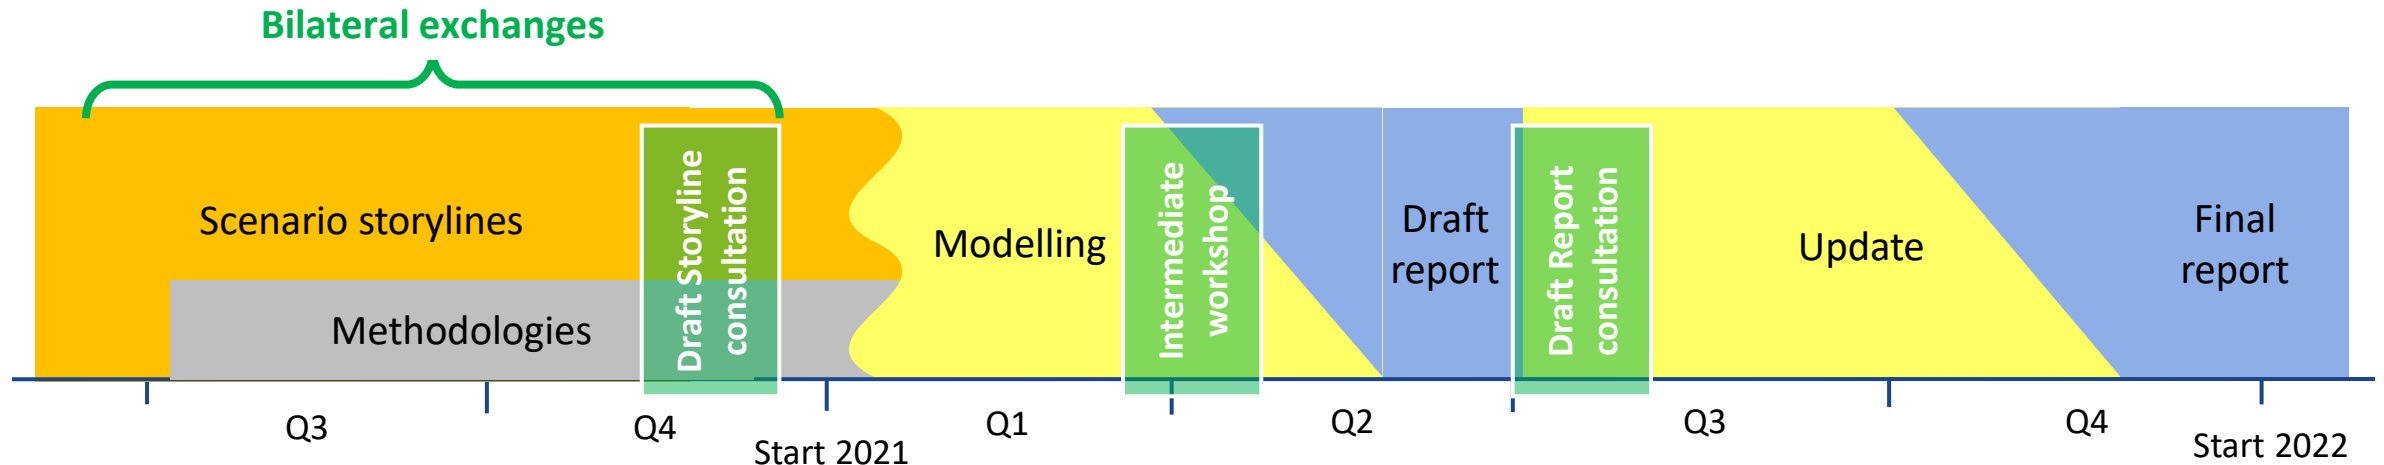 Bilateral exchanges
Scenario storylines
Methodologies
Draft Storyline
consultation
Modelling
Intermediate
workshop
Draft
report
Draft Report
consultation
Update
Final
report
Q3
Q4
Start 2021
Q1
Q2
Q3
Q4
Start 2022